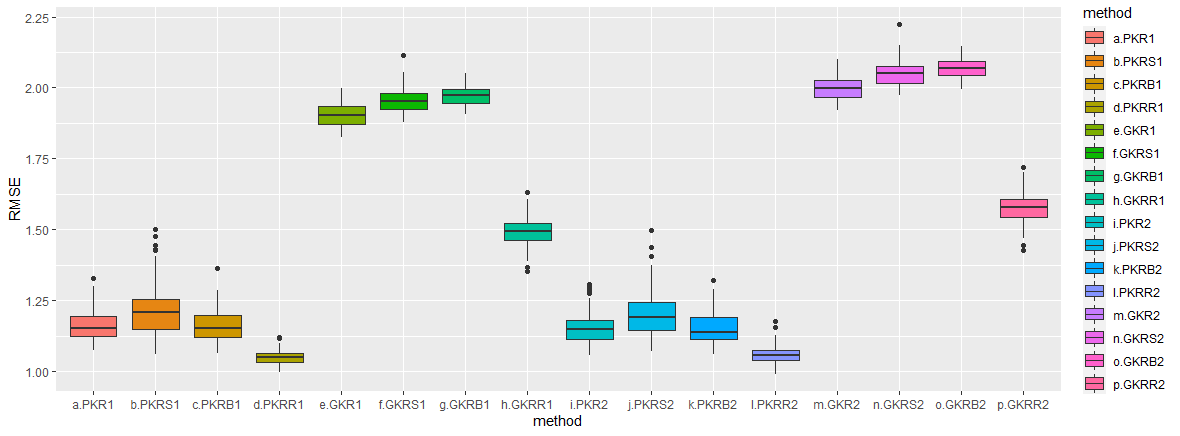 2.25
2.00
1.75
1.50
1.25
1.00
RMSE
a.PKR1 b.PKRS1 c.PKRB1 d.PKRR1 e.GKR1 f.GKRS1 g.GKRB1 h.GKRR1 i.PKR2 j.PKRS2 k.PKRB2 l.PKRR2 m.GKR2 n.GKRS2 o.GKRB2 p.GKRR2
method
method
a.PKR1
b.PKRS1
c.PKRB1
d.PKRR1
e.GKR1
f.GKRS1
g.GKRB1
h.GKRR1
i.PKR2
j.PKRS2
k.PKRB2
l.PKRR2
m.GKR2
n.GKRS2
o.GKRB2
p.GKRR2